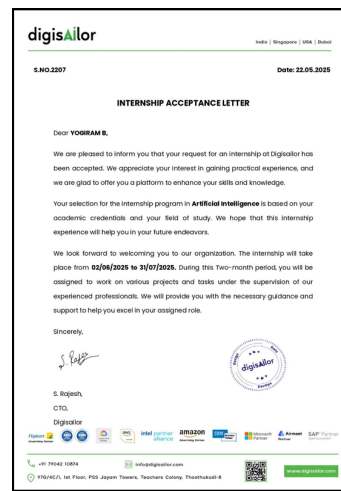 digisAilor
India | Singapore | USA | Dubai
S.NO.2207
Date: 22.05.2025
INTERNSHIP ACCEPTANCE LETTER
Dear YOGIRAM B,
We are pleased to inform you that your request for an internship at Digisailor has
been accepted. We appreciate your interest in gaining practical experience, and
we are glad to offer you a platform to enhance your skills and knowledge.
Your selection for the internship program in Artificial Intelligence is based on your
academic credentials and your field of study. We hope that this internship
experience will help you in your future endeavors.
We look forward to welcoming you to our organization. The internship will take
place from 02/06/2025 to 31/07/2025. During this Two-month period, you will be
assigned to work on various projects and tasks under the supervision of our
experienced professionals. We will provide you with the necessary guidance and
support to help you excel in your assigned role.
Sincerely,
S. Rajesh
digisAilor
S. Rajesh,
CTO,
Digisailor
Flipkart
aws
intel partner alliance
amazon
IBM
Microsoft Partner
Airmeet Partner
SAP Partner
+91 79042 10874
info@digisailor.com
www.digisailor.com
97G/4C/1, 1st Floor, PSS Jayam Towers, Teachers Colony, Thoothukudi-8